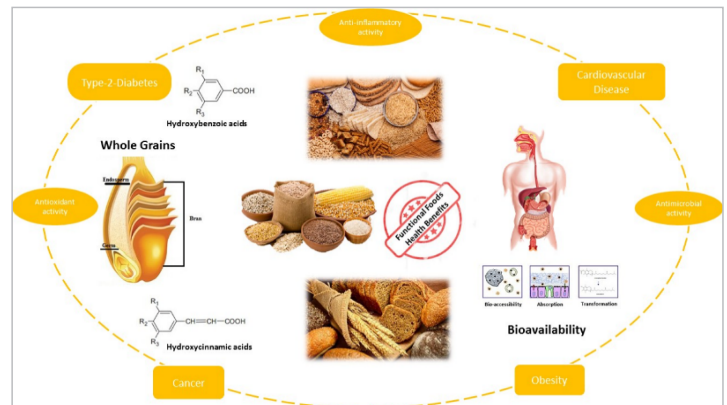 Anti-inflammatory
activity
Type-2-Diabetes
Cardiovascular
Disease
R1
R2
R3
COOH
Hydroxybenzoic acids
Whole Grains
Endosperm
Bran
Germ
Antioxidant
activity
Functional Foods
Health Benefits
Antimicrobial
activity
Bio-accessibility
Absorption
Transformation
Bioavailability
R1
R2
R3
CH=CH-COOH
Hydroxycinnamic acids
Cancer
Obesity